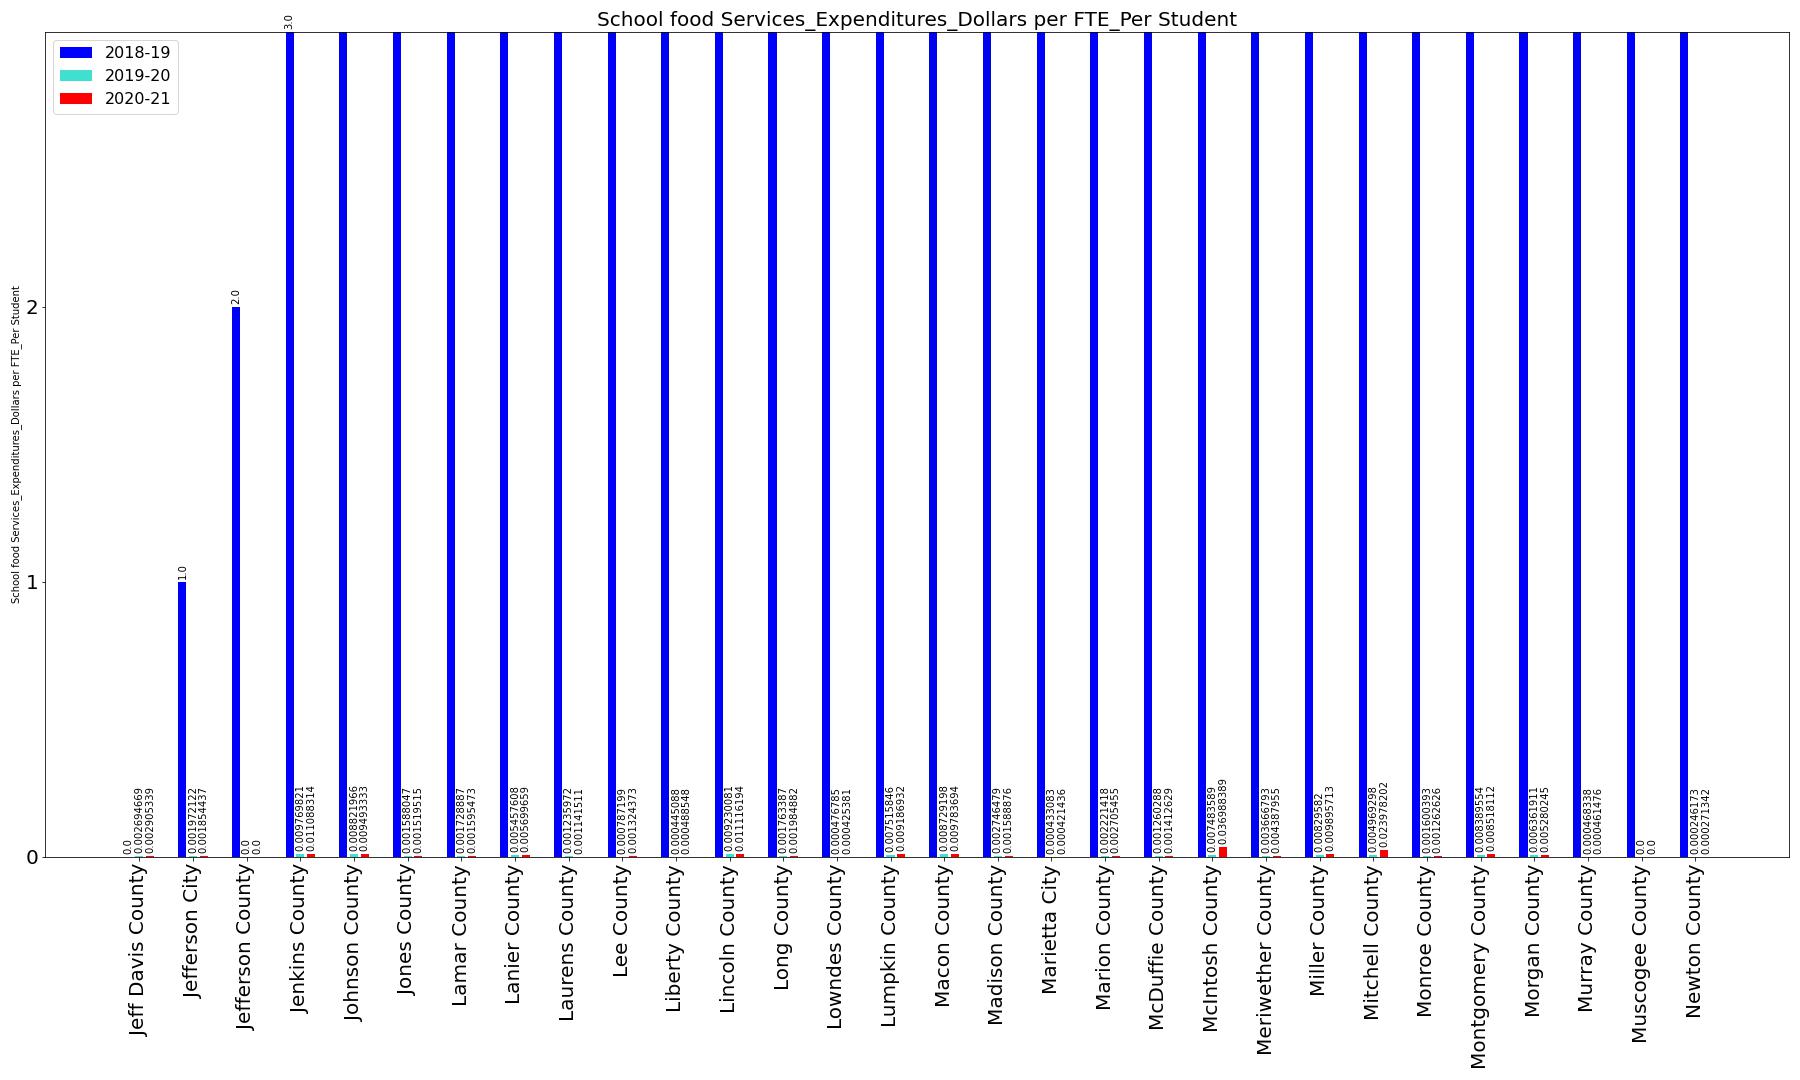 School food Services_Expenditures_Dollars per FTE_Per Student
2018-19
2019-20
2020-21
School food Services_Expenditures_Dollars per FTE_Per Student
2
1
0
0.0
0.002694669
0.002905339
1.0
0.001972122
0.001854437
2.0
0.0
0.0
3.0
0.009769821
0.011088314
0.008821966
0.009493333
0.001588047
0.001519515
0.001728887
0.001595473
0.005457608
0.005699659
0.001235972
0.001141511
0.000787199
0.001324373
0.000445088
0.000488548
0.009230081
0.011116194
0.001763387
0.001984882
0.000476785
0.000425381
0.007515846
0.009186932
0.008729198
0.009783694
0.002746479
0.001588876
0.000433083
0.000421436
0.002221418
0.002705455
0.001260288
0.001412629
0.007483589
0.036988389
0.003666793
0.004387955
0.00829582
0.009895713
0.004969298
0.023978202
0.001600393
0.001262626
0.008389554
0.008518112
0.006361911
0.005280245
0.000468338
0.000461476
0.0
0.0
0.000246173
0.000271342
Jeff Davis County
Jefferson City
Jefferson County
Jenkins County
Johnson County
Jones County
Lamar County
Lanier County
Laurens County
Lee County
Liberty County
Lincoln County
Long County
Lowndes County
Lumpkin County
Macon County
Madison County
Marietta City
Marion County
McDuffie County
McIntosh County
Meriwether County
Miller County
Mitchell County
Monroe County
Montgomery County
Morgan County
Murray County
Muscogee County
Newton County